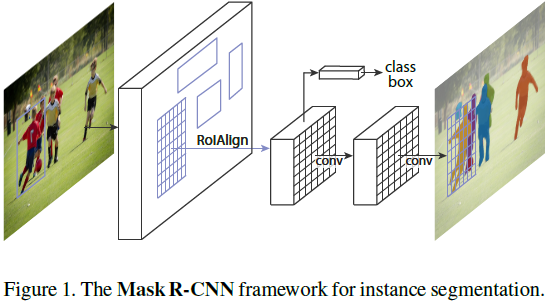 class
box
RoIAlign
conv
conv
Figure 1. The Mask R-CNN framework for instance segmentation.